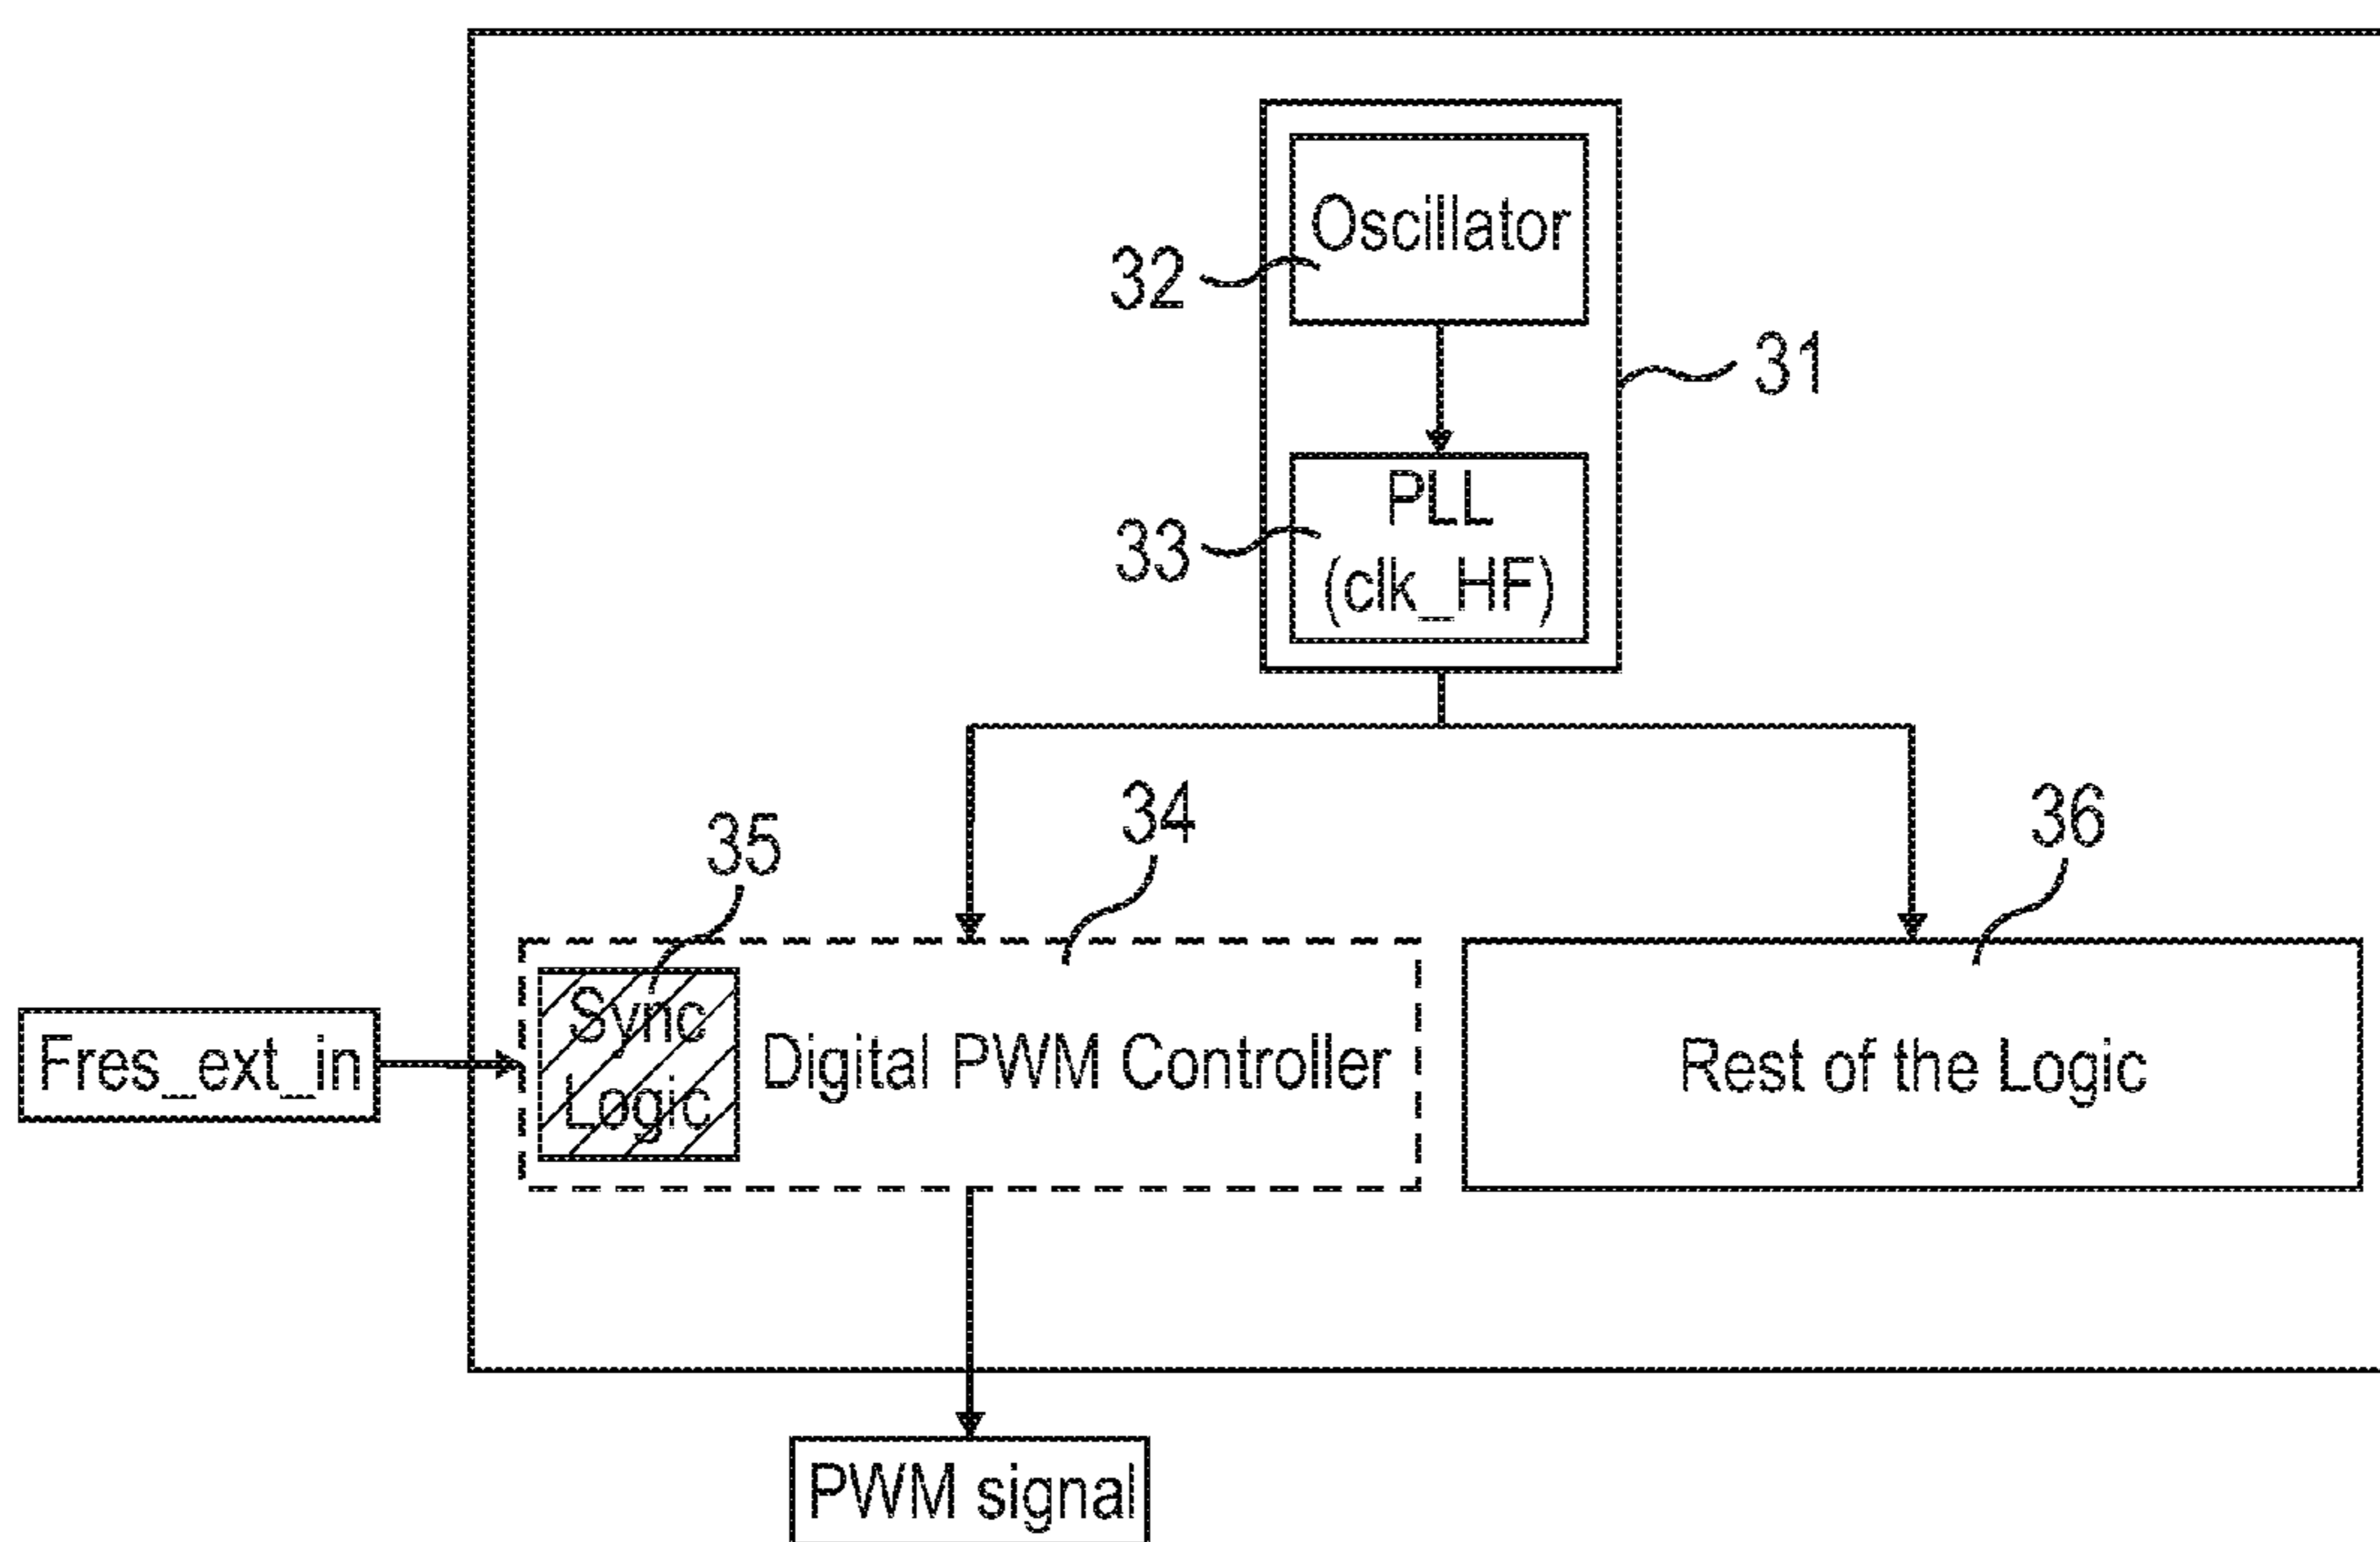 Oscillator
32
31
PLL
33
(clk_HF)
34
35
36
Sync
Logic
Digital PWM Controller
Fres_ext_in
Rest of the Logic
PWM signal